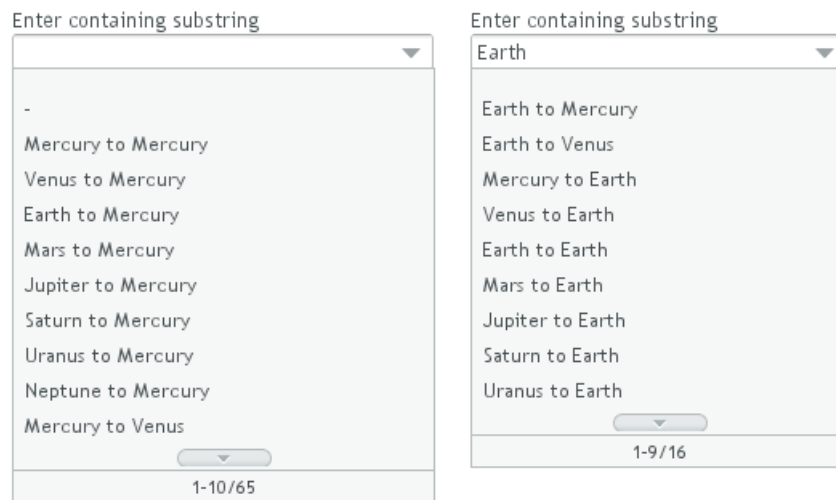 Enter containing substring
-
Mercury to Mercury
Venus to Mercury
Earth to Mercury
Mars to Mercury
Jupiter to Mercury
Saturn to Mercury
Uranus to Mercury
Neptune to Mercury
Mercury to Venus
1-10/65
Enter containing substring
Earth
Earth to Mercury
Earth to Venus
Mercury to Earth
Venus to Earth
Earth to Earth
Mars to Earth
Jupiter to Earth
Saturn to Earth
Uranus to Earth
1-9/16